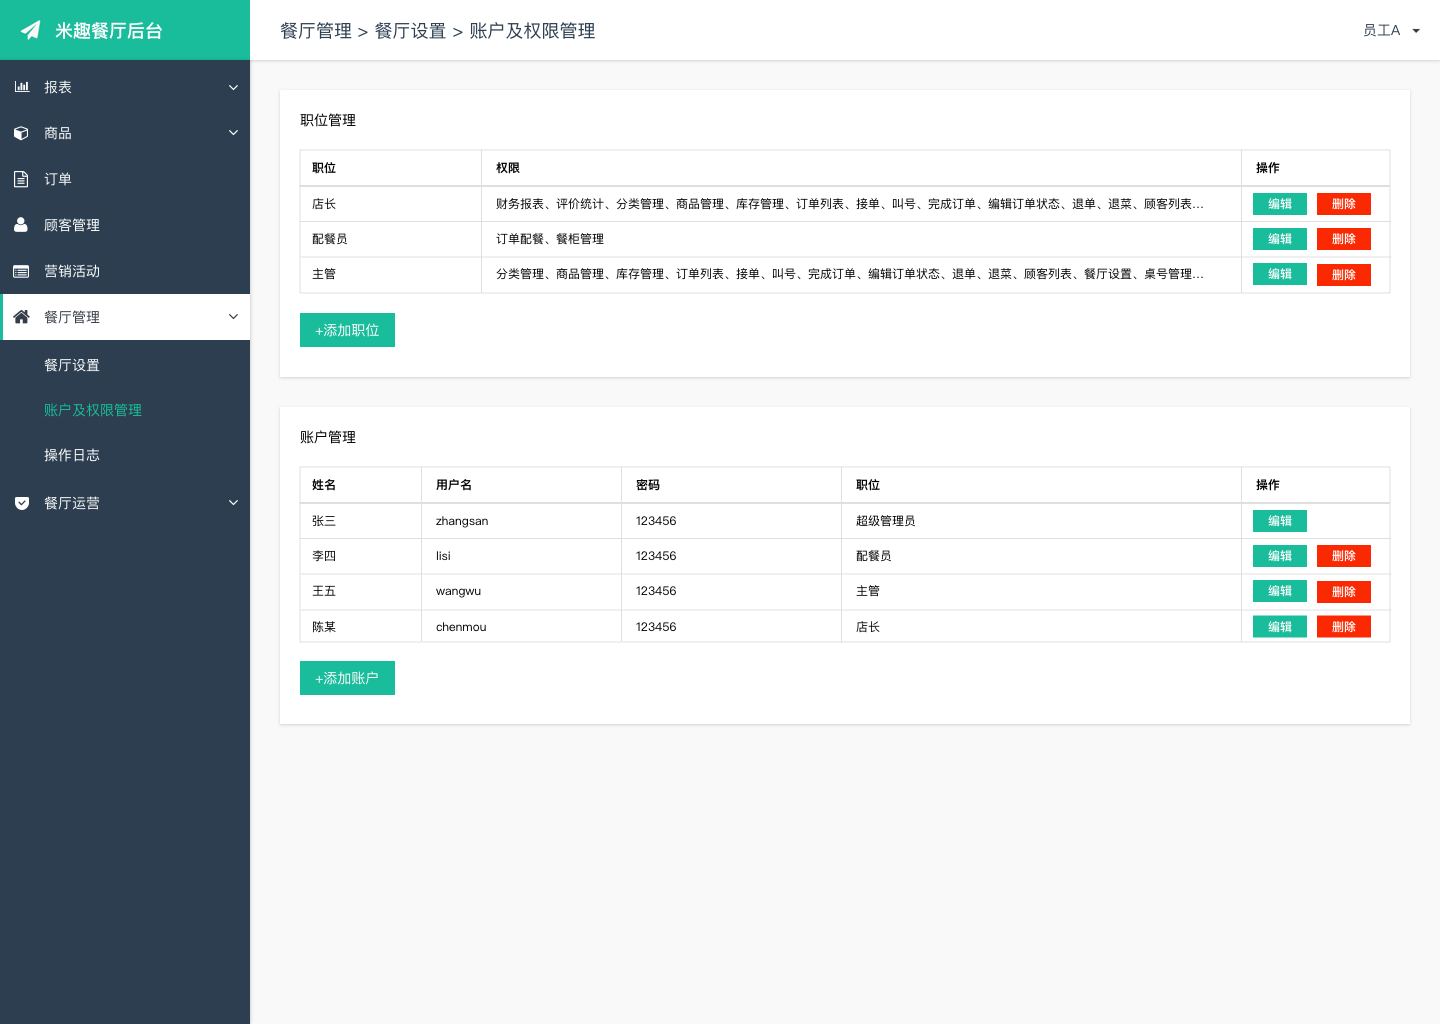 米趣餐厅后台
餐厅管理 > 餐厅设置 > 账户及权限管理
员工A
报表
商品
订单
顾客管理
营销活动
餐厅管理
餐厅设置
账户及权限管理
操作日志
餐厅运营
职位管理
职位 权限 操作
店长 财务报表、评价统计、分类管理、商品管理、库存管理、订单列表、接单、叫号、完成订单、编辑订单状态、退单、退菜、顾客列表... 编辑 删除
配餐员 订单配餐、餐柜管理 编辑 删除
主管 分类管理、商品管理、库存管理、订单列表、接单、叫号、完成订单、编辑订单状态、退单、退菜、顾客列表、餐厅设置、桌号管理... 编辑 删除
+添加职位
账户管理
姓名 用户名 密码 职位 操作
张三 zhangsan 123456 超级管理员 编辑
李四 lisi 123456 配餐员 编辑 删除
王五 wangwu 123456 主管 编辑 删除
陈某 chenmou 123456 店长 编辑 删除
+添加账户